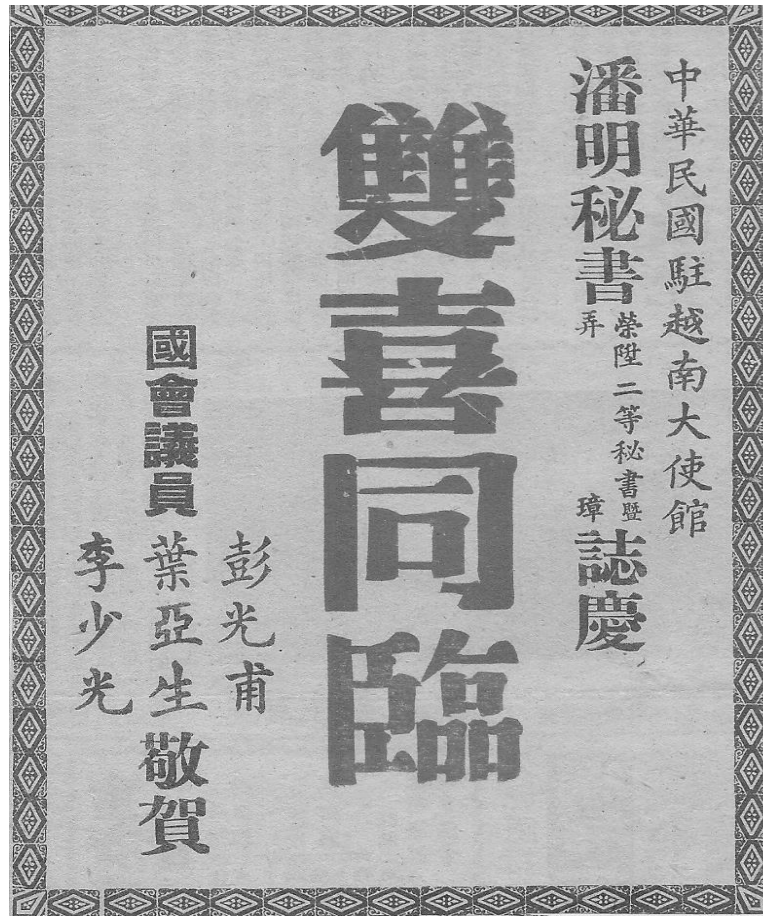 中華民國駐越南大使館
潘明秘書榮陞二等秘書暨弄璋誌慶
雙喜同臨
國會議員
彭光甫
葉亞生
李少光
敬賀